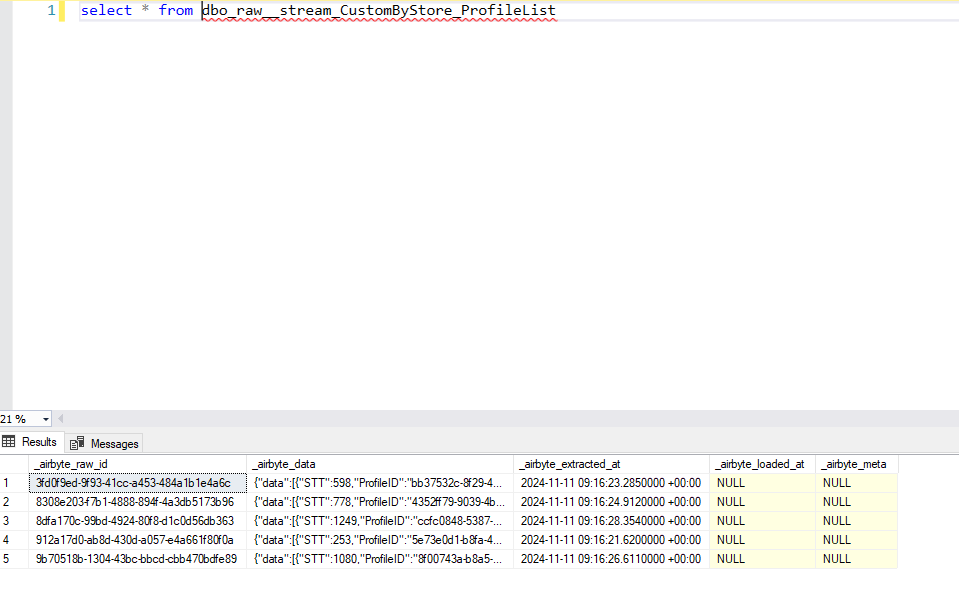 1 select * from dbo_raw__stream_CustomByStore_ProfileList
21 %
Results Messages
_airbyte_raw_id _airbyte_data _airbyte_extracted_at _airbyte_loaded_at _airbyte_meta
1 3fd0f9ed-9f93-41cc-a453-484a1b1e4a6c {"data":[{"STT":598,"ProfileID":"bb37532c-8f29-4... 2024-11-11 09:16:23.2850000 +00:00 NULL NULL
2 8308e203-f7b1-4888-894f-4a3db5173b96 {"data":[{"STT":778,"ProfileID":"4352ff79-9039-4b... 2024-11-11 09:16:24.9120000 +00:00 NULL NULL
3 8dfa170c-99bd-4924-80f8-d1c0d56db363 {"data":[{"STT":1249,"ProfileID":"ccfc0848-5387-... 2024-11-11 09:16:28.3540000 +00:00 NULL NULL
4 912a17d0-ab8d-430d-a057-e4a661f80f0a {"data":[{"STT":253,"ProfileID":"5e73e0d1-b8fa-4... 2024-11-11 09:16:21.6200000 +00:00 NULL NULL
5 9b70518b-1304-43bc-bbcd-cbb470bdfe89 {"data":[{"STT":1080,"ProfileID":"8f00743a-b8a5-... 2024-11-11 09:16:26.6110000 +00:00 NULL NULL